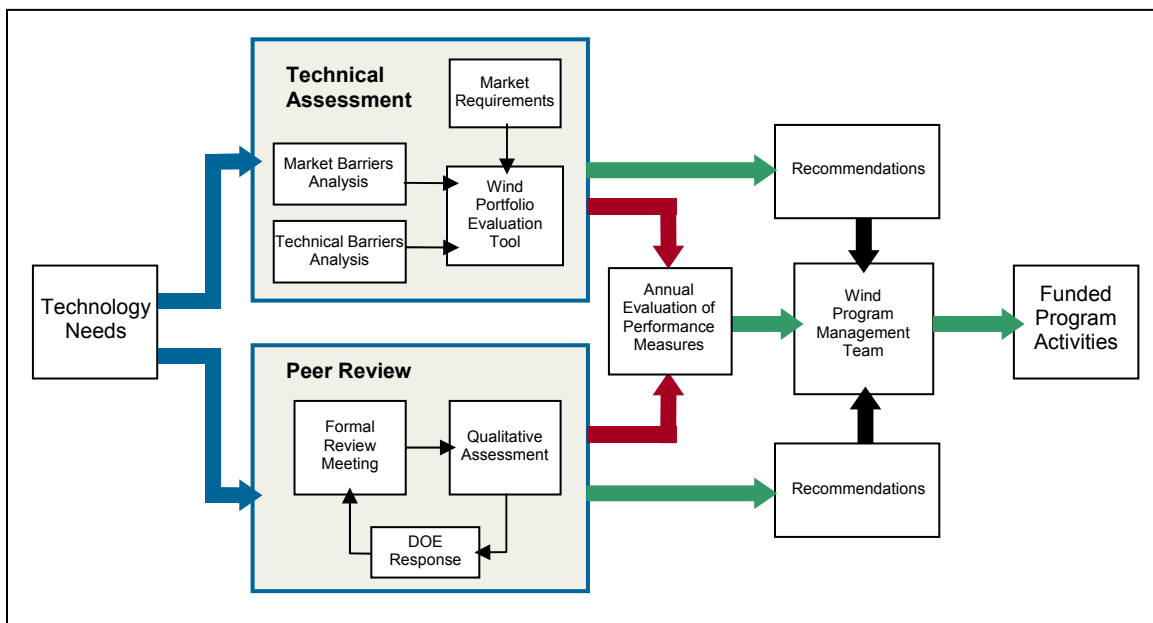 Technology
Needs
Technical
Assessment
Market
Requirements
Market Barriers
Analysis
Technical Barriers
Analysis
Wind
Portfolio
Evaluation
Tool
Peer Review
Formal
Review
Meeting
Qualitative
Assessment
DOE
Response
Annual
Evaluation of
Performance
Measures
Recommendations
Wind
Program
Management
Team
Recommendations
Funded
Program
Activities